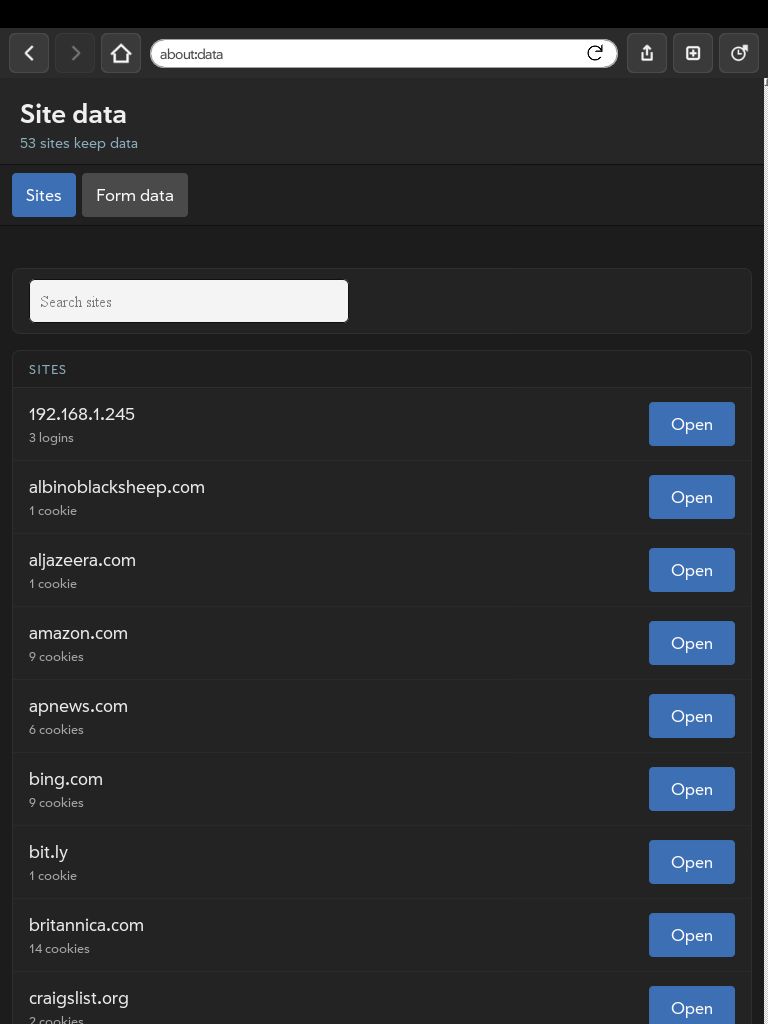 about:data
Site data
53 sites keep data
Sites
Form data
Search sites
SITES
192.168.1.245
3 logins
Open
albinoblacksheep.com
1 cookie
Open
aljazeera.com
1 cookie
Open
amazon.com
9 cookies
Open
apnews.com
6 cookies
Open
bing.com
9 cookies
Open
bit.ly
1 cookie
Open
britannica.com
14 cookies
Open
craigslist.org
2 cookies
Open